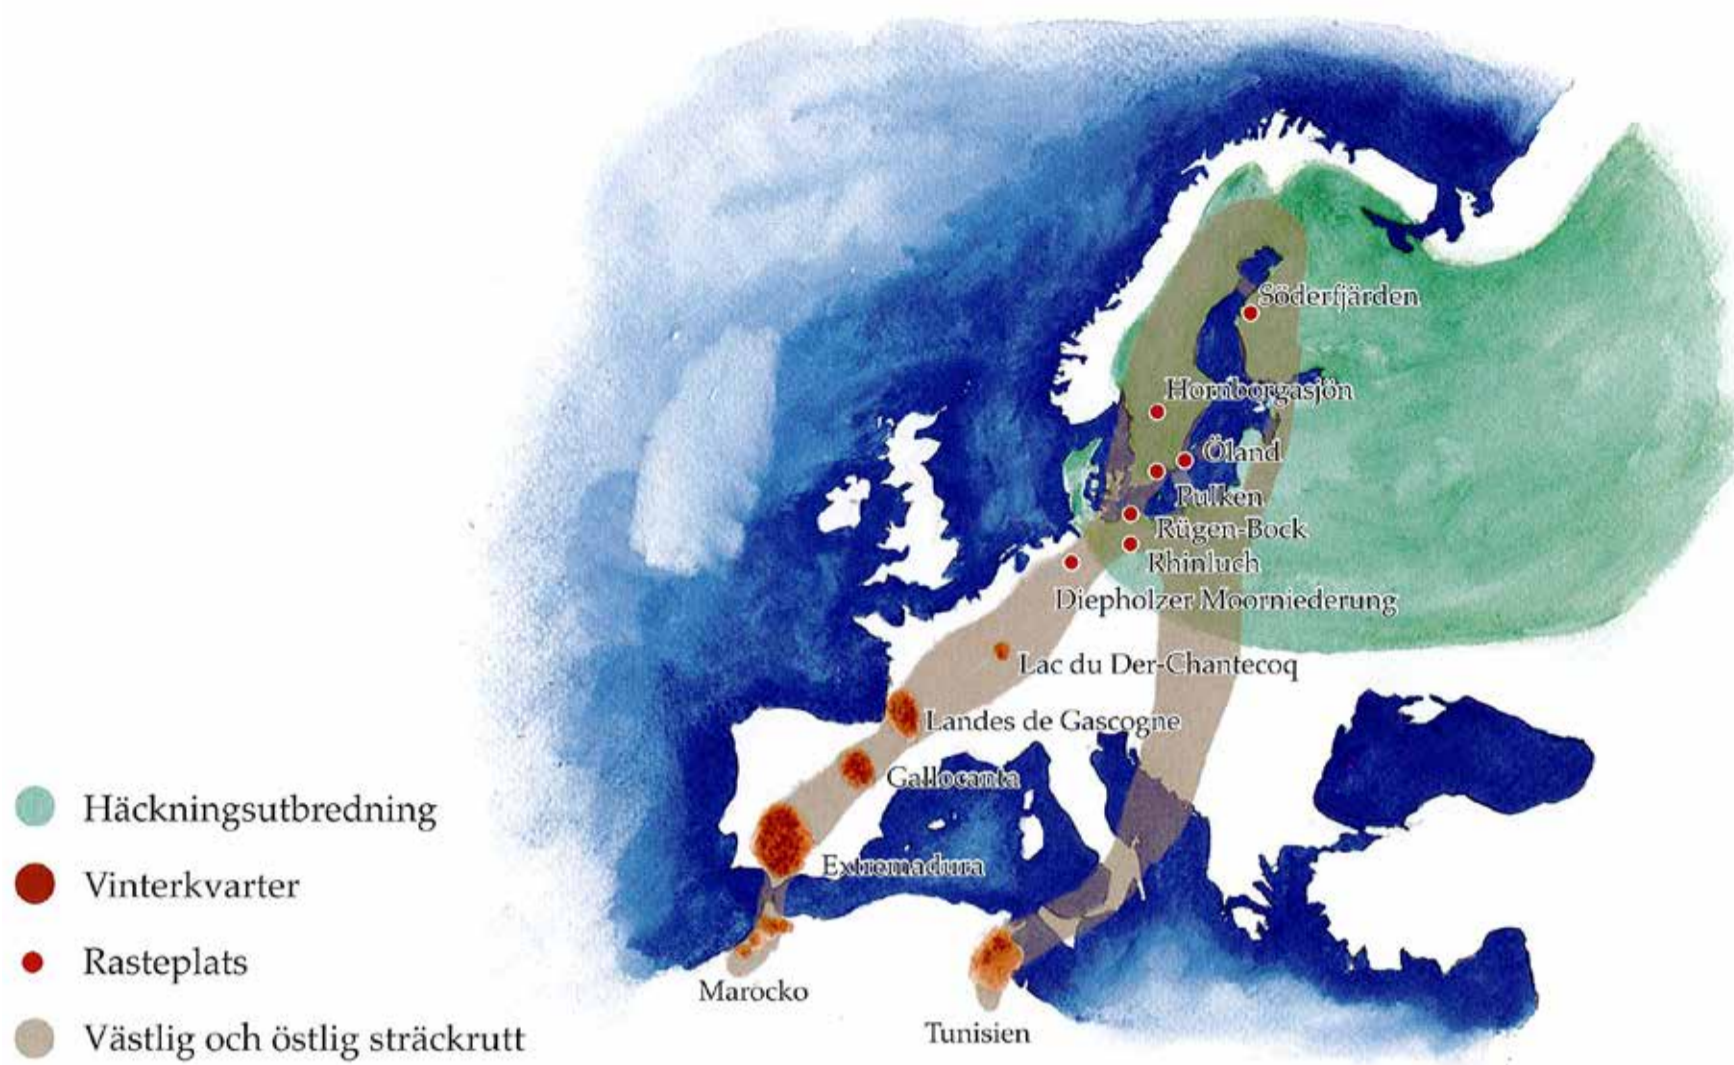 Söderfjärden
Hornborgasjön
Öland
Pulken
Rügen-Bock
Rhinluch
Diepholzer Moorniederung
Lac du Der-Chantecoq
Landes de Gascogne
Gallocanta
Extremadura
Marocko
Tunisien
Häckningsutbredning
Vinterkvarter
Rasteplats
Västlig och östlig sträckrutt